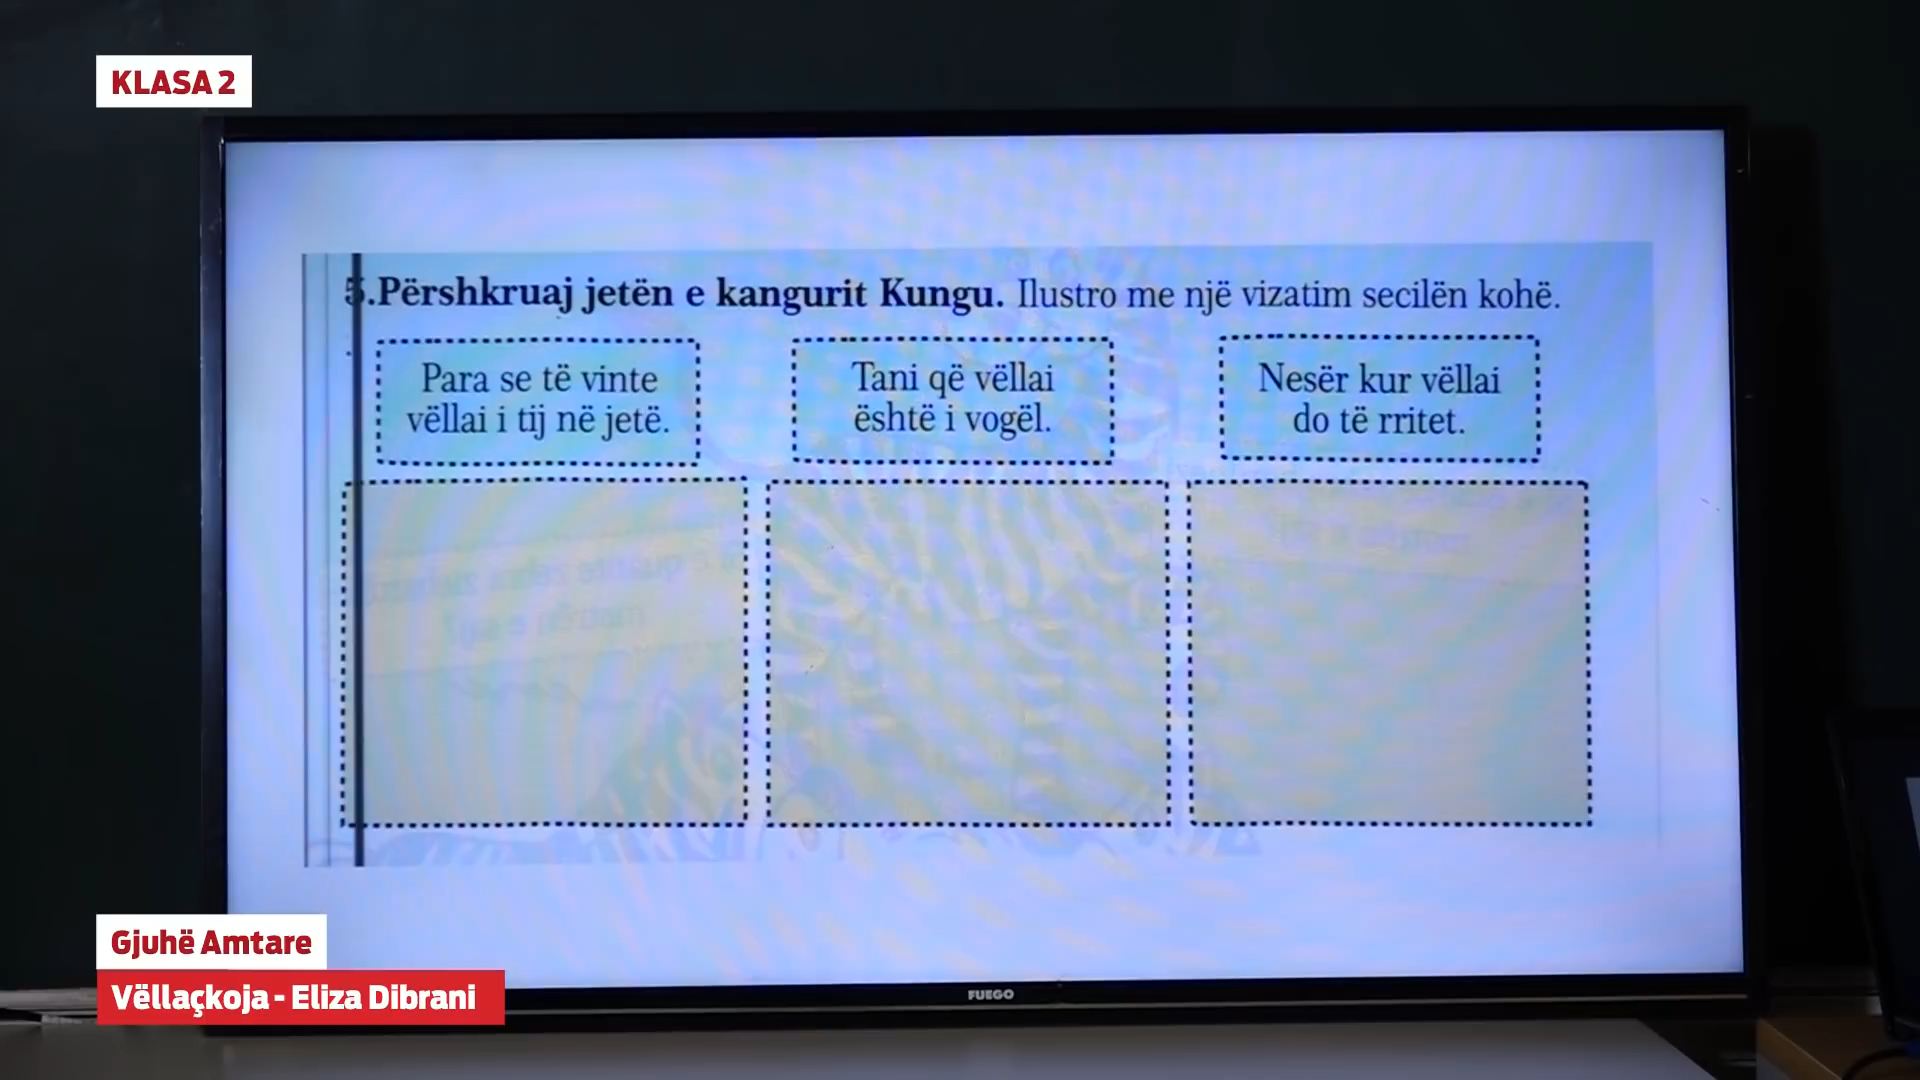 KLASA 2
5.Përshkruaj jetën e kangurit Kungu. Ilustro me një vizatim secilën kohë.
Para se të vinte
vëllai i tij në jetë.
Tani që vëllai
është i vogël.
Nesër kur vëllai
do të rritet.
Gjuhë Amtare
Vëllaçkoja - Eliza Dibrani
FUEGO